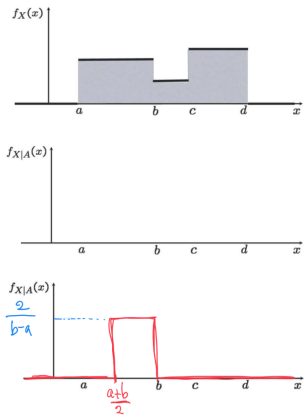 f_X(x)
a b c d x
f_{X|A}(x)
a b c d x
f_{X|A}(x)
2
b-a
a b c d x
a+b
2